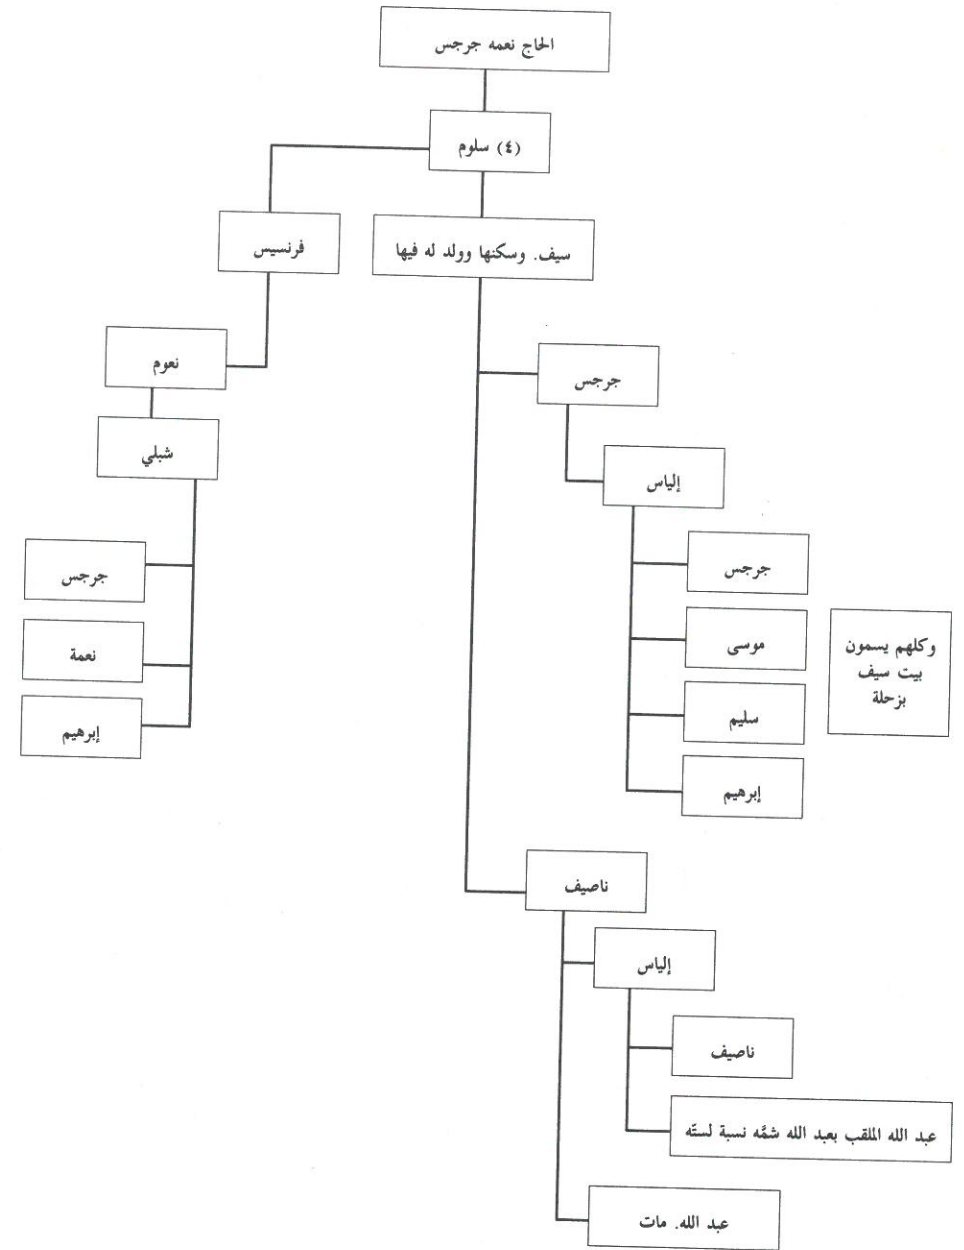 الحاج نعمه جرجس
(٤) سلوم
سيف. وسكنها وولد له فيها
فرنسيس
جرجس
نعوم
إلياس
شبلي
جرجس
موسى
سليم
إبرهيم
وكلهم يسمون
بيت سيف
بزحلة
جرجس
نعمة
إبرهيم
ناصيف
إلياس
ناصيف
عبد الله الملقب بعبد الله شمَّه نسبة لستّه
عبد الله. مات